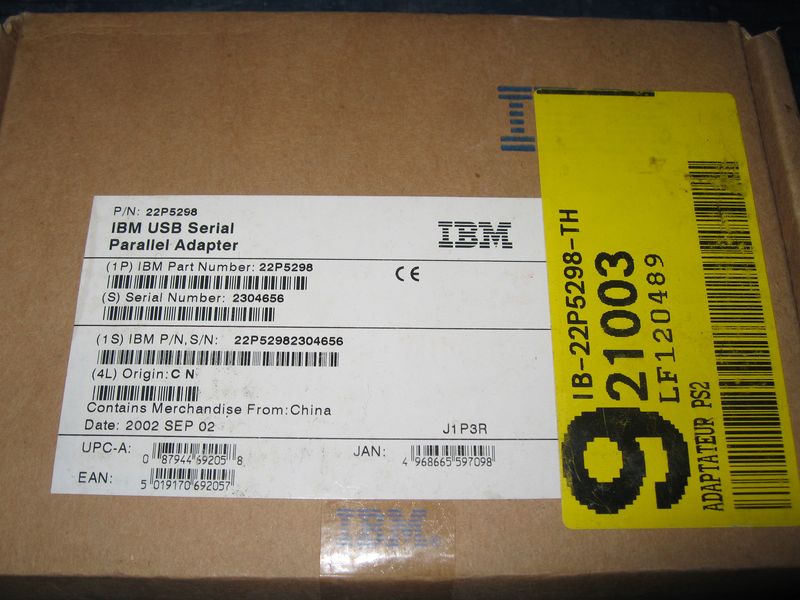 P/N: 22P5298
IBM USB Serial
Parallel Adapter
IBM
(1P) IBM Part Number: 22P5298
CE
(S) Serial Number: 2304656
(1S) IBM P/N,S/N: 22P52982304656
(4L) Origin: C N
Contains Merchandise From: China
Date: 2002 SEP 02
J1P3R
UPC-A: 0 87944 69205 8
JAN: 4 968665 597098
EAN: 5 019170 692057
IBM
IBM
IB-22P5298-TH
921003
LF120489
ADAPTATEUR PS2